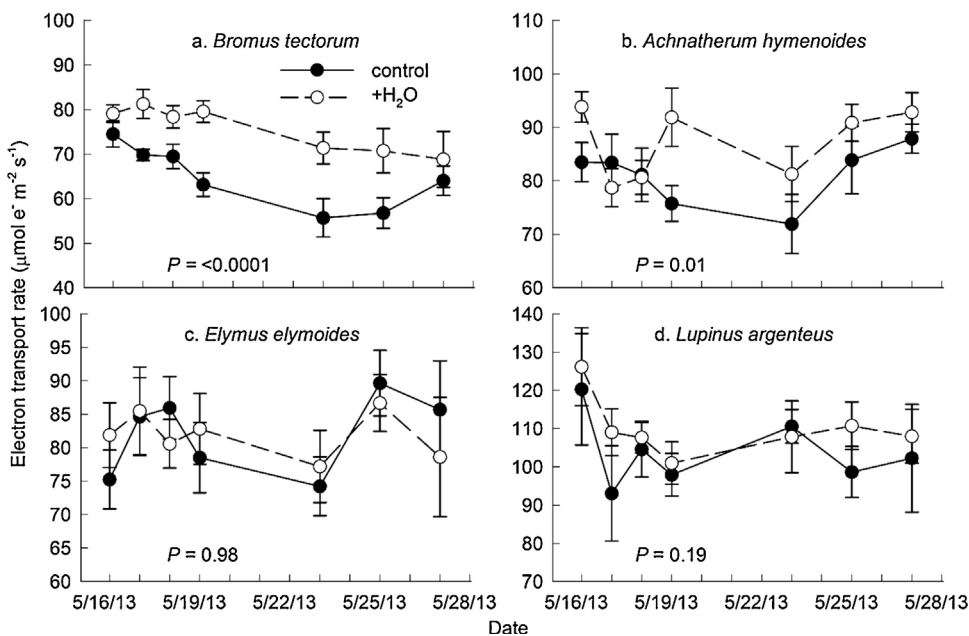 100
90
80
70
60
50
40
a. Bromus tectorum
control
+H₂O
P = <0.0001
110
100
90
80
70
60
b. Achnatherum hymenoides
P = 0.01
Electron transport rate (μmol e⁻ m⁻² s⁻¹)
100
95
90
85
80
75
70
65
60
c. Elymus elymoides
P = 0.98
140
130
120
110
100
90
80
70
d. Lupinus argenteus
P = 0.19
5/16/13 5/19/13 5/22/13 5/25/13 5/28/13
5/16/13 5/19/13 5/22/13 5/25/13 5/28/13
Date